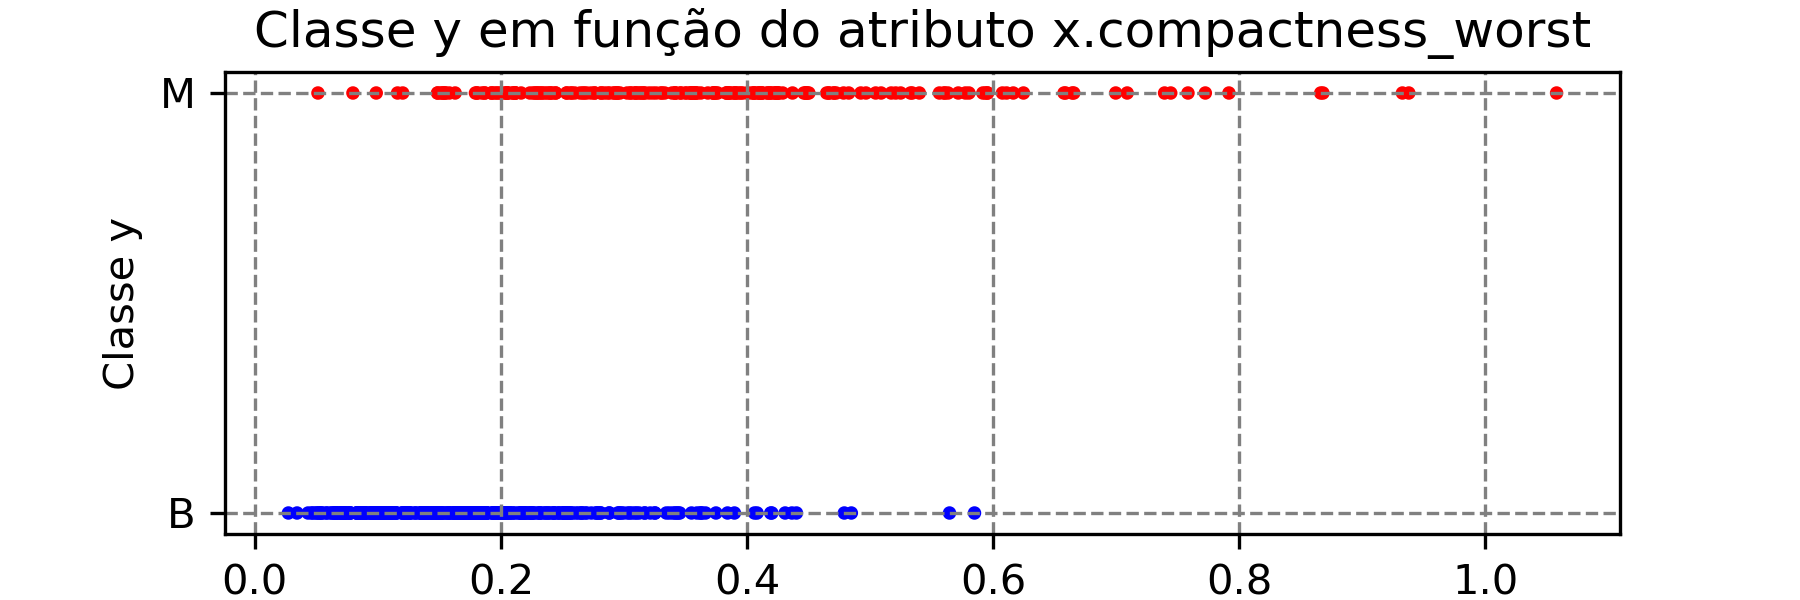 Classe y em função do atributo x.compactness_worst
M
Classe y
B
0.0 0.2 0.4 0.6 0.8 1.0